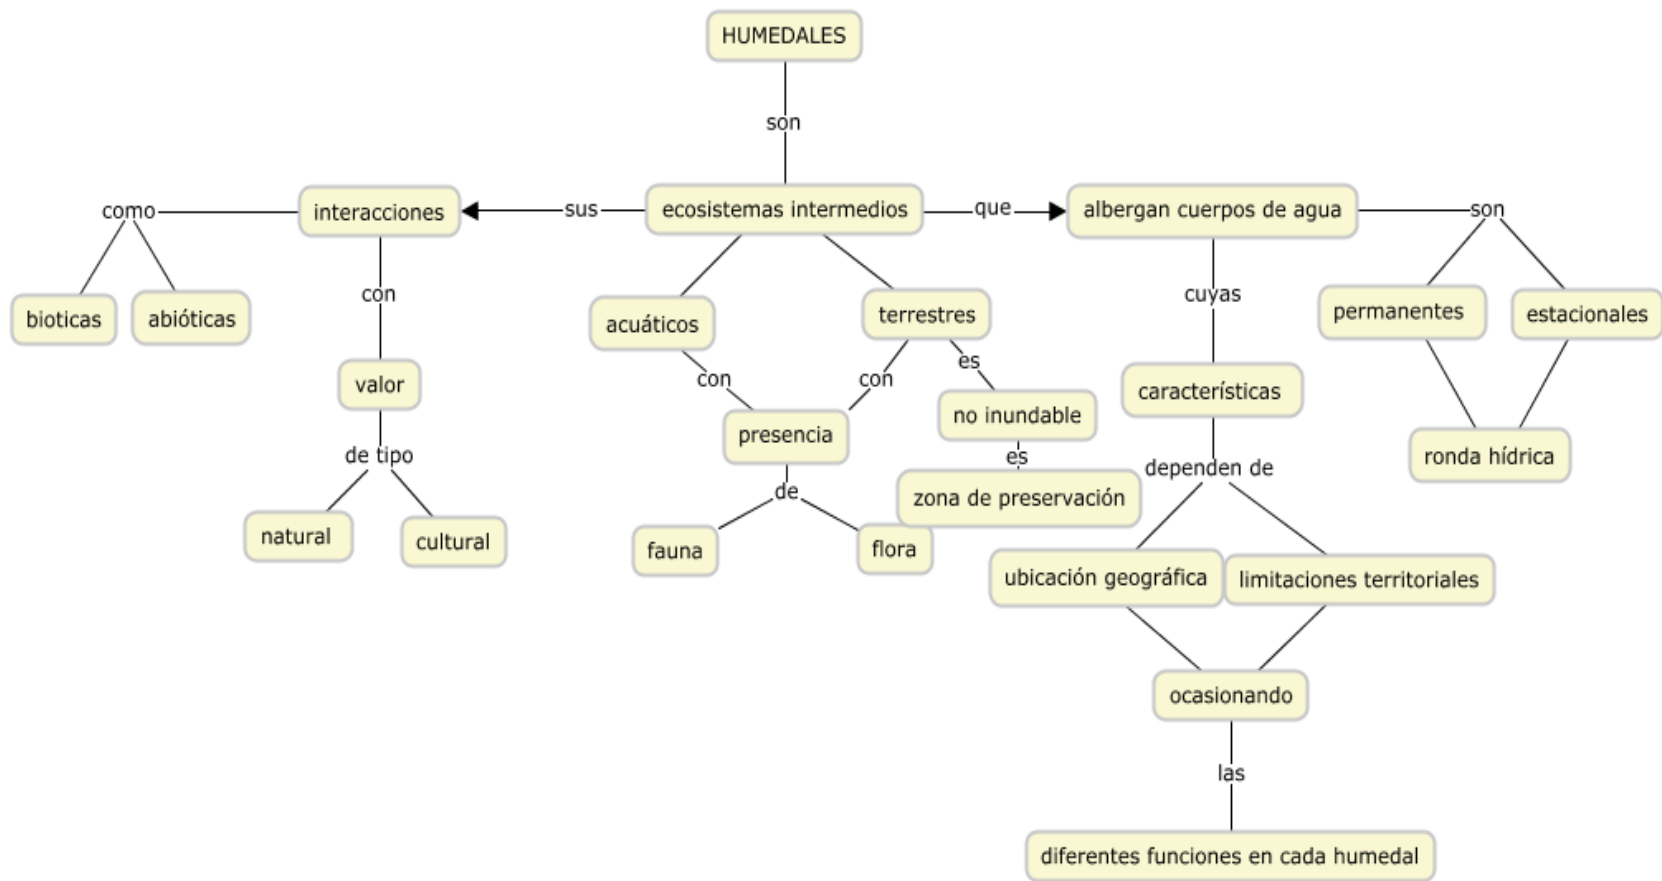 HUMEDALES
son
como
interacciones
sus
ecosistemas intermedios
que
albergan cuerpos de agua
son
bioticas
abióticas
con
acuáticos
terrestres
cuyas
permanentes
estacionales
valor
con
con
es
no inundable
características
presencia
ronda hídrica
de tipo
es
dependen de
de
zona de preservación
natural
cultural
fauna
flora
ubicación geográfica
limitaciones territoriales
ocasionando
las
diferentes funciones en cada humedal